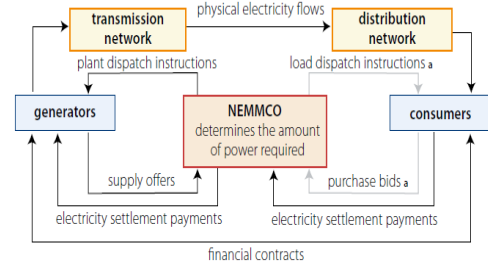 transmission
network
physical electricity flows
distribution
network
plant dispatch instructions
load dispatch instructions a
generators
NEMMCO
determines the amount
of power required
consumers
supply offers
purchase bids a
electricity settlement payments
electricity settlement payments
financial contracts